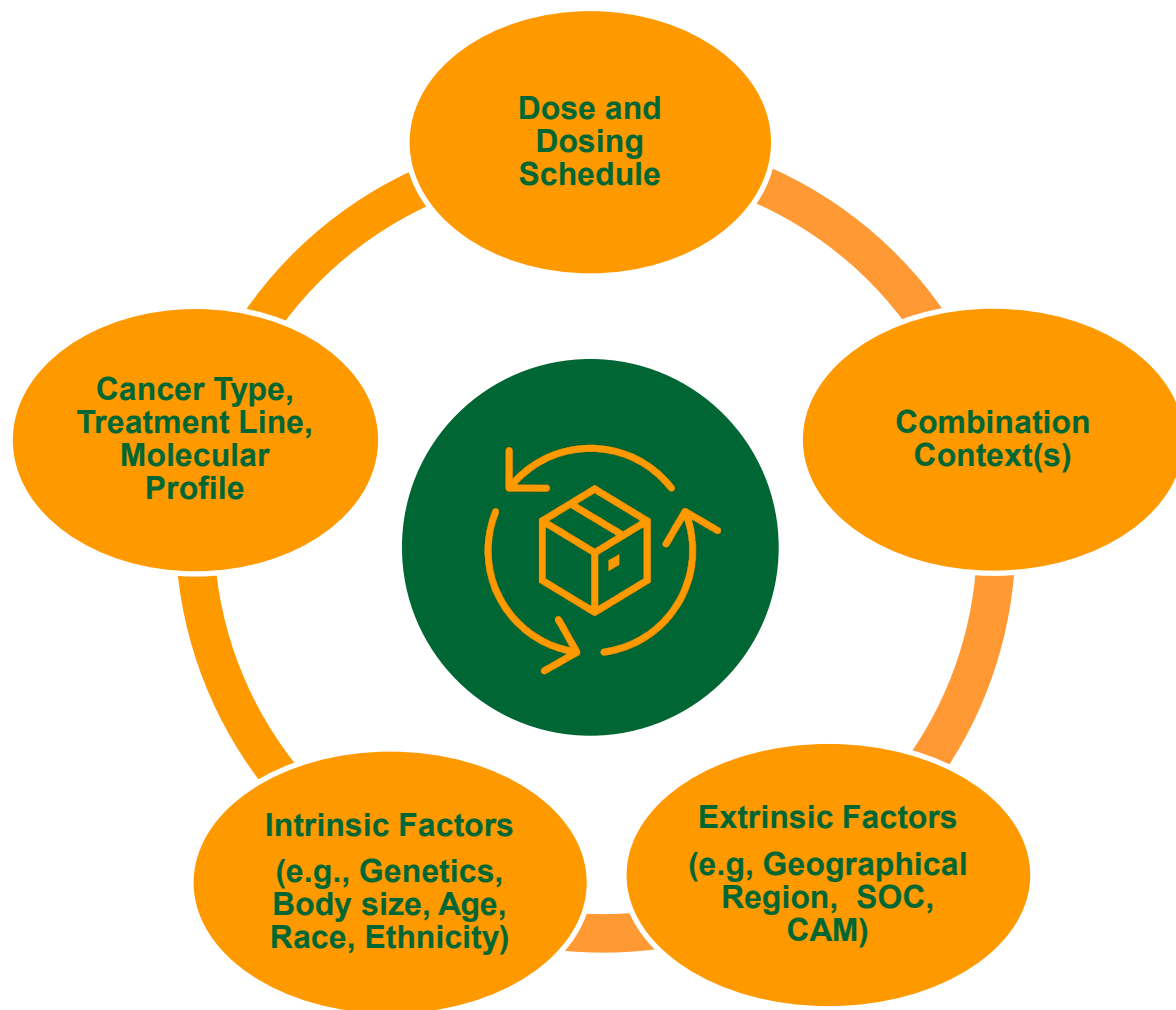 Dose and
Dosing
Schedule
Cancer Type,
Treatment Line,
Molecular
Profile
Combination
Context(s)
Intrinsic Factors
(e.g., Genetics,
Body size, Age,
Race, Ethnicity)
Extrinsic Factors
(e.g, Geographical
Region,  SOC,
CAM)